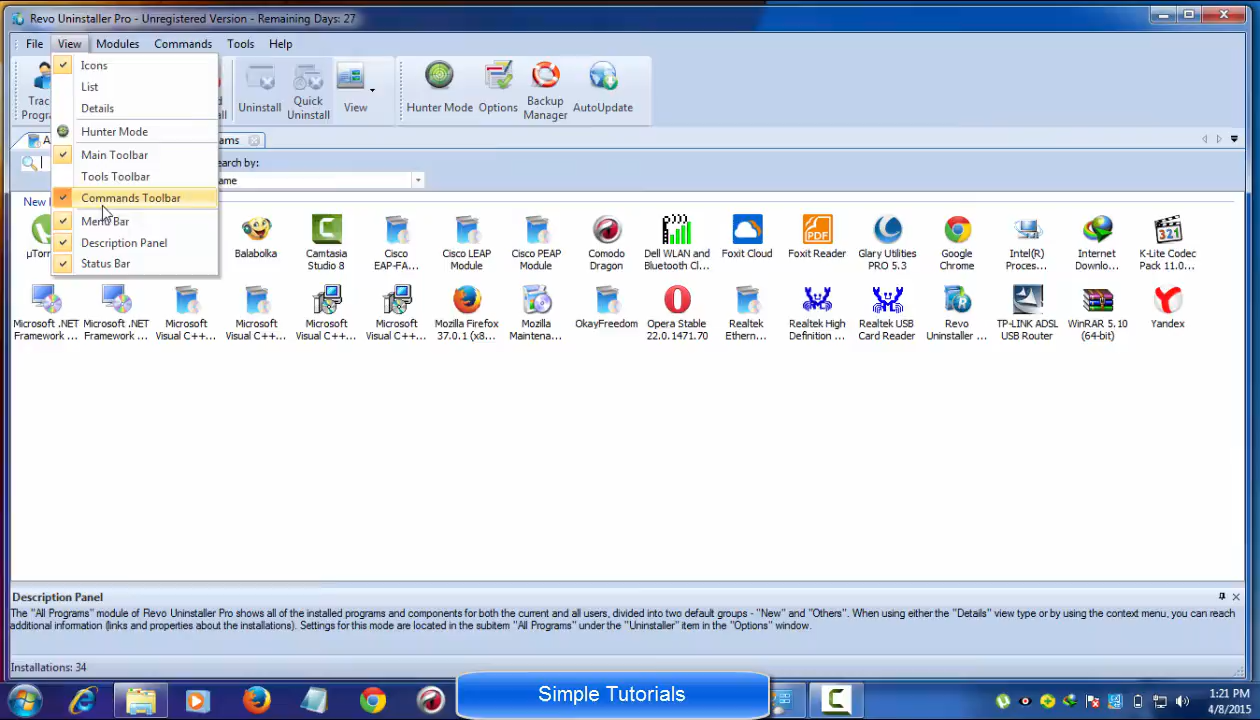 Revo Uninstaller Pro - Unregistered Version - Remaining Days: 27
File View Modules Commands Tools Help
Icons
List
Details
Hunter Mode
Main Toolbar
Tools Toolbar
Commands Toolbar
Menu Bar
Description Panel
Status Bar
Uninstall
Quick Uninstall
View
Hunter Mode
Options
Backup Manager
AutoUpdate
Balabolka
Camtasia Studio 8
Cisco EAP-FA...
Cisco LEAP Module
Cisco PEAP Module
Comodo Dragon
Dell WLAN and Bluetooth Cl...
Foxit Cloud
Foxit Reader
Glary Utilities PRO 5.3
Google Chrome
Intel(R) Proces...
Internet Downlo...
K-Lite Codec Pack 11.0...
Microsoft .NET Framework ...
Microsoft .NET Framework ...
Microsoft Visual C++...
Microsoft Visual C++...
Microsoft Visual C++...
Microsoft Visual C++...
Mozilla Firefox 37.0.1 (x8...
Mozilla Maintena...
OkayFreedom
Opera Stable 22.0.1471.70
Realtek Ethern...
Realtek High Definition ...
Realtek USB Card Reader
Revo Uninstaller ...
TP-LINK ADSL USB Router
WinRAR 5.10 (64-bit)
Yandex
Description Panel
The "All Programs" module of Revo Uninstaller Pro shows all of the installed programs and components for both the current and all users, divided into two default groups - "New" and "Others". When using either the "Details" view type or by using the context menu, you can reach
additional information (links and properties about the installations). Settings for this mode are located in the subitem "All Programs" under the "Uninstaller" item in the "Options" window.
Installations: 34
Simple Tutorials
1:21 PM
4/8/2015